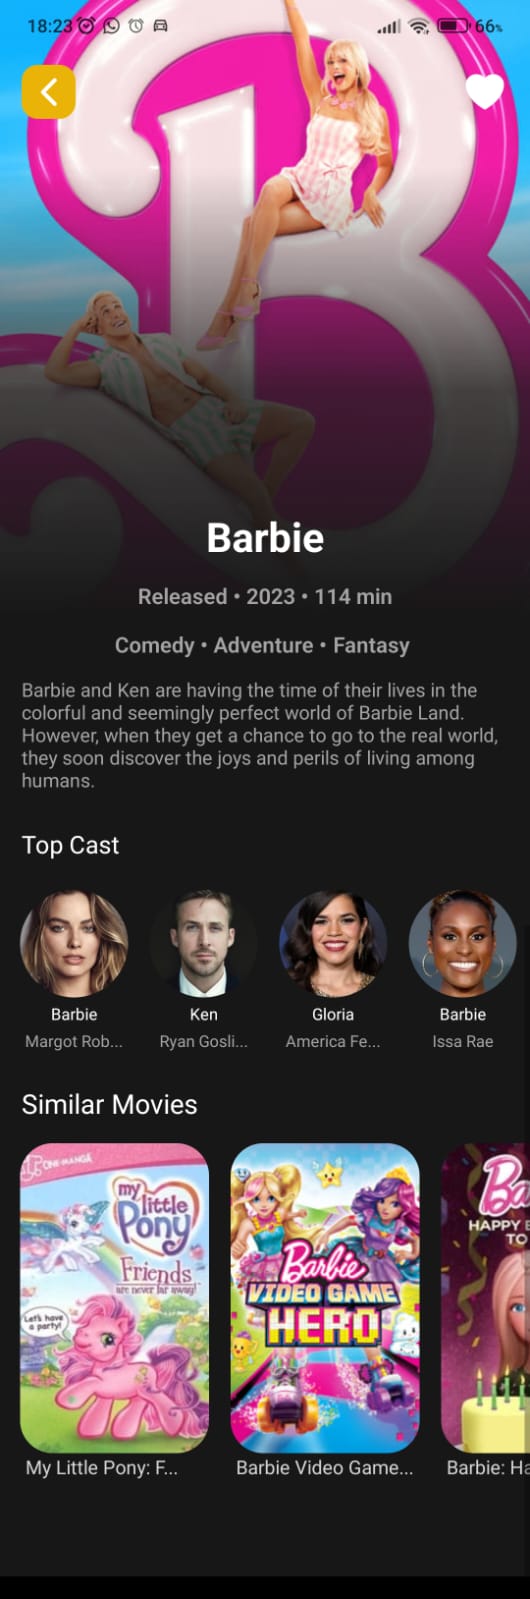 18:23
66%
Barbie
Released • 2023 • 114 min
Comedy • Adventure • Fantasy
Barbie and Ken are having the time of their lives in the
colorful and seemingly perfect world of Barbie Land.
However, when they get a chance to go to the real world,
they soon discover the joys and perils of living among
humans.
Top Cast
Barbie
Ken
Gloria
Barbie
Margot Rob...
Ryan Gosli...
America Fe...
Issa Rae
Similar Movies
my
little
Pony
Friends
are never far away!
Let's have
a party!
Barbie
VIDEO GAME
HERO
Ba
HAPPY B
TO
My Little Pony: F...
Barbie Video Game...
Barbie: Ha